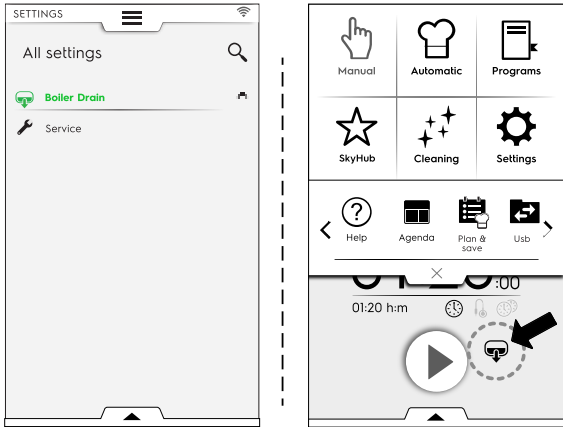 SETTINGS
All settings
Boiler Drain
Service
Manual
Automatic
Programs
SkyHub
Cleaning
Settings
Help
Agenda
Plan &
save
Usb
:00
01:20 h:m